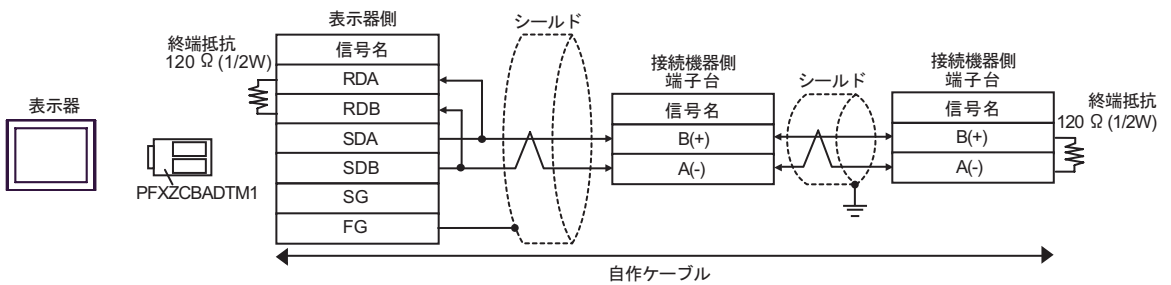 表示器
PFXZCBADTM1
終端抵抗
120 Ω (1/2W)
表示器側
信号名
RDA
RDB
SDA
SDB
SG
FG
シールド
接続機器側
端子台
信号名
B(+)
A(-)
シールド
接続機器側
端子台
信号名
B(+)
A(-)
終端抵抗
120 Ω (1/2W)
自作ケーブル